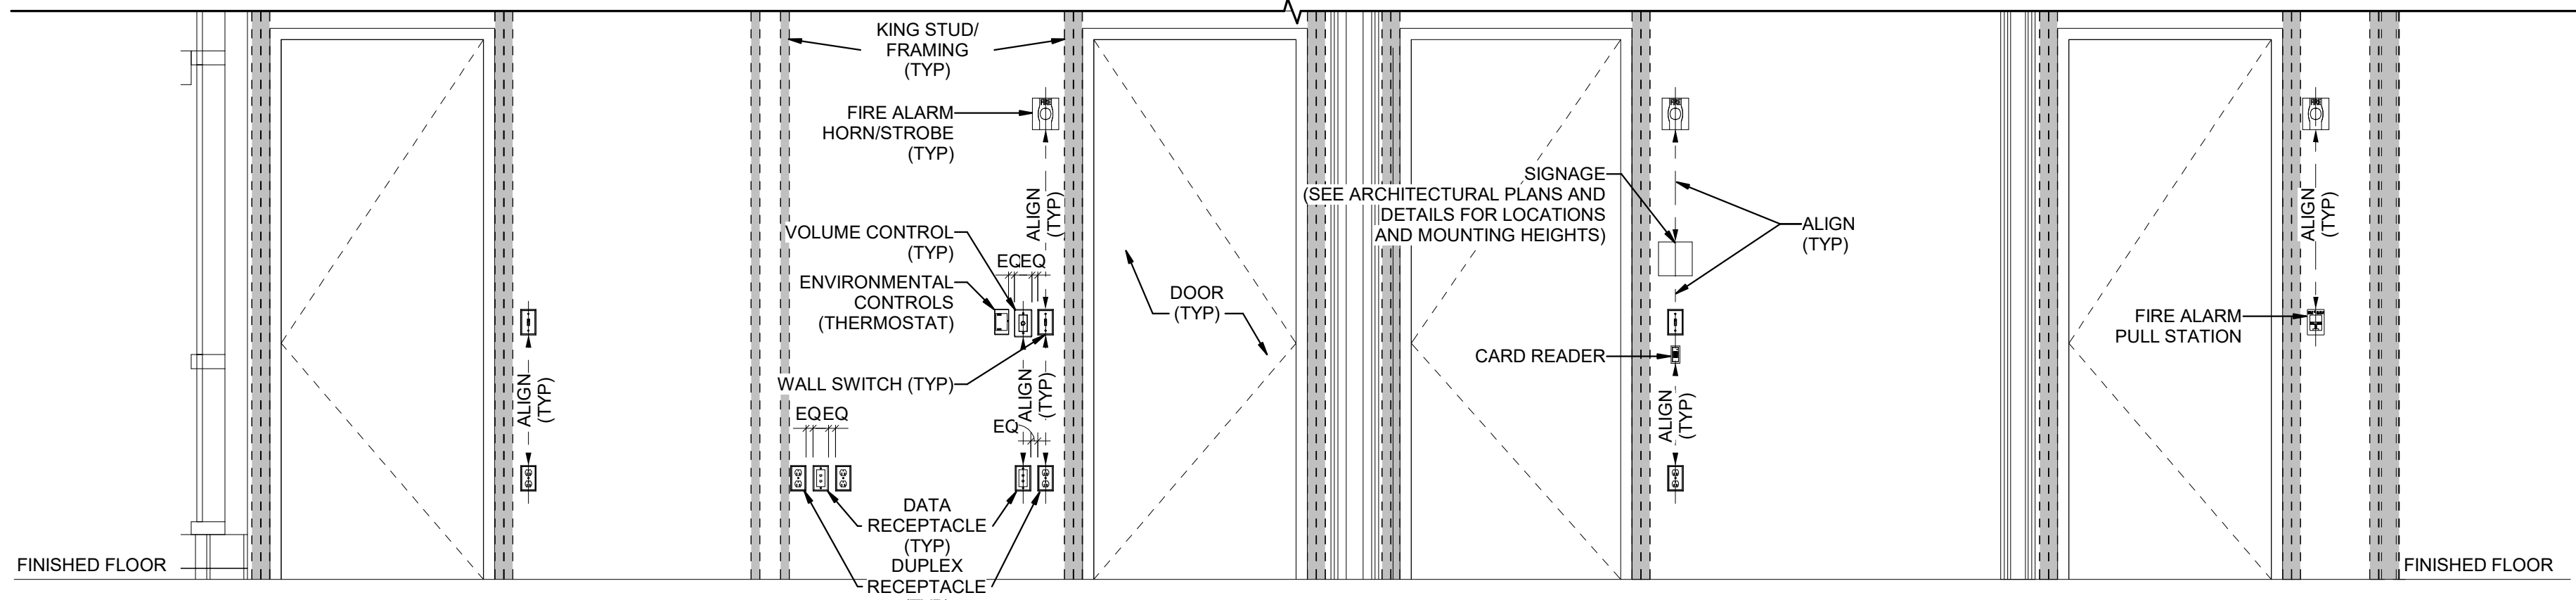 KING STUD/
FRAMING
(TYP)
FIRE ALARM
HORN/STROBE
(TYP)
ALIGN
(TYP)
VOLUME CONTROL
(TYP)
EQ EQ
ENVIRONMENTAL
CONTROLS
(THERMOSTAT)
WALL SWITCH (TYP)
ALIGN
(TYP)
ALIGN
(TYP)
EQ EQ
EQ
DATA
RECEPTACLE
(TYP)
DUPLEX
RECEPTACLE
DOOR
(TYP)
SIGNAGE
(SEE ARCHITECTURAL PLANS AND
DETAILS FOR LOCATIONS
AND MOUNTING HEIGHTS)
ALIGN
(TYP)
CARD READER
ALIGN
(TYP)
ALIGN
(TYP)
FIRE ALARM
PULL STATION
FINISHED FLOOR
FINISHED FLOOR